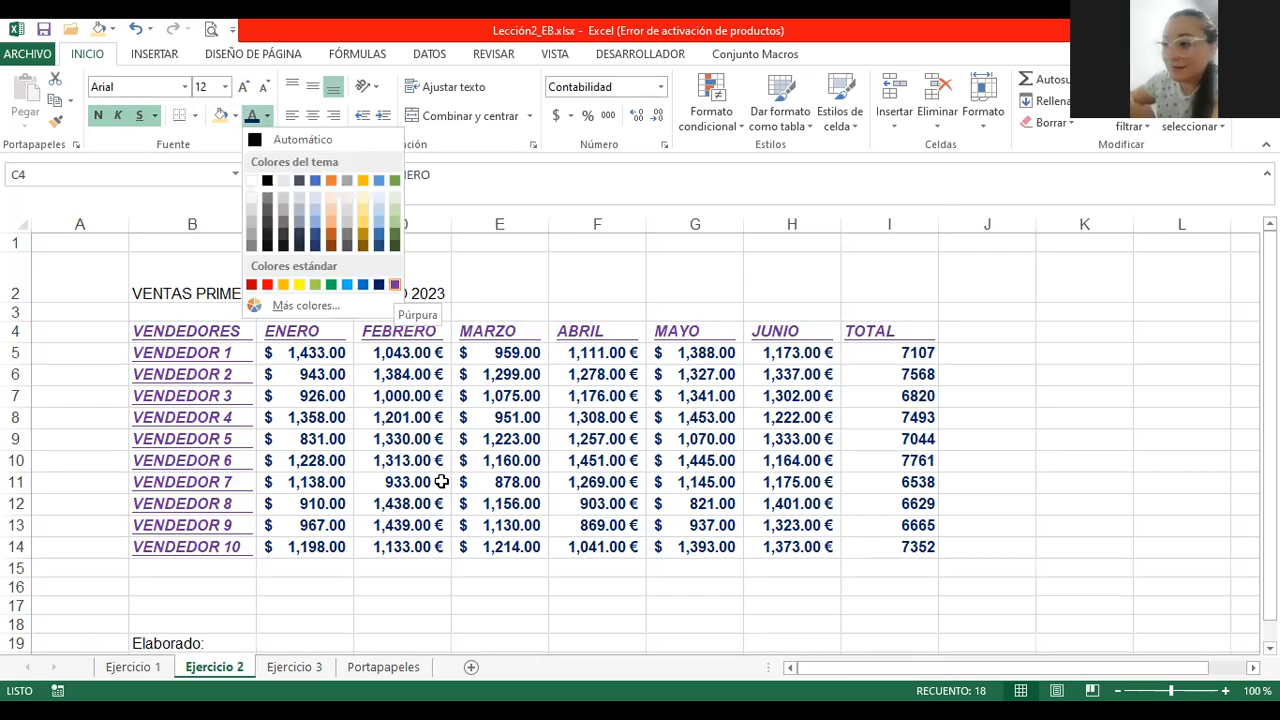 Lección2_EB.xlsx - Excel (Error de activación de productos)
ARCHIVO INICIO INSERTAR DISEÑO DE PÁGINA FÓRMULAS DATOS REVISAR VISTA DESARROLLADOR Conjunto Macros
Pegar
Portapapeles
Arial 12
N K S A
Fuente
Ajustar texto
Combinar y centrar
Contabilidad
$ % 000
Número
Formato condicional
Dar formato como tabla
Estilos de celda
Estilos
Insertar Eliminar Formato
Celdas
Autosu
Rellena
Borrar
filtrar seleccionar
Modificar
C4
ERO
Automático
Colores del tema
Colores estándar
Más colores...
Púrpura
A B D E F G H I J K L
1
2 VENTAS PRIME O 2023
3
4 VENDEDORES ENERO FEBRERO MARZO ABRIL MAYO JUNIO TOTAL
5 VENDEDOR 1 $ 1,433.00 1,043.00 € $ 959.00 1,111.00 € $ 1,388.00 1,173.00 € 7107
6 VENDEDOR 2 $ 943.00 1,384.00 € $ 1,299.00 1,278.00 € $ 1,327.00 1,337.00 € 7568
7 VENDEDOR 3 $ 926.00 1,000.00 € $ 1,075.00 1,176.00 € $ 1,341.00 1,302.00 € 6820
8 VENDEDOR 4 $ 1,358.00 1,201.00 € $ 951.00 1,308.00 € $ 1,453.00 1,222.00 € 7493
9 VENDEDOR 5 $ 831.00 1,330.00 € $ 1,223.00 1,257.00 € $ 1,070.00 1,333.00 € 7044
10 VENDEDOR 6 $ 1,228.00 1,313.00 € $ 1,160.00 1,451.00 € $ 1,445.00 1,164.00 € 7761
11 VENDEDOR 7 $ 1,138.00 933.00 $ 878.00 1,269.00 € $ 1,145.00 1,175.00 € 6538
12 VENDEDOR 8 $ 910.00 1,438.00 € $ 1,156.00 903.00 € $ 821.00 1,401.00 € 6629
13 VENDEDOR 9 $ 967.00 1,439.00 € $ 1,130.00 869.00 € $ 937.00 1,323.00 € 6665
14 VENDEDOR 10 $ 1,198.00 1,133.00 € $ 1,214.00 1,041.00 € $ 1,393.00 1,373.00 € 7352
15
16
17
18
19 Elaborado:
Ejercicio 1 Ejercicio 2 Ejercicio 3 Portapapeles
LISTO RECUENTO: 18 100 %